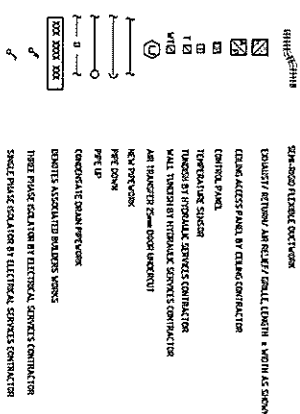 SEMI-RIGID FLEXIBLE DUCTWORK
EXHAUST/ RETURN/ AIR RELIEF/ GRILLE, LENGTH x WIDTH AS SHOWN
CEILING ACCESS PANEL BY CEILING CONTRACTOR
CONTROL PANEL
TEMPERATURE SENSOR
T TUNDISH BY HYDRAULIC SERVICES CONTRACTOR
WT WALL TUNDISH BY HYDRAULIC SERVICES CONTRACTOR
U AIR TRANSFER 25mm DOOR UNDERCUT
NEW PIPEWORK
PIPE DOWN
PIPE UP
CONDENSATE DRAIN PIPEWORK
XXX XXX XXX XXX DENOTES ASSOCIATED BUILDERS WORKS
THREE PHASE ISOLATOR BY ELECTRICAL SERVICES CONTRACTOR
SINGLE PHASE ISOLATOR BY ELECTRICAL SERVICES CONTRACTOR